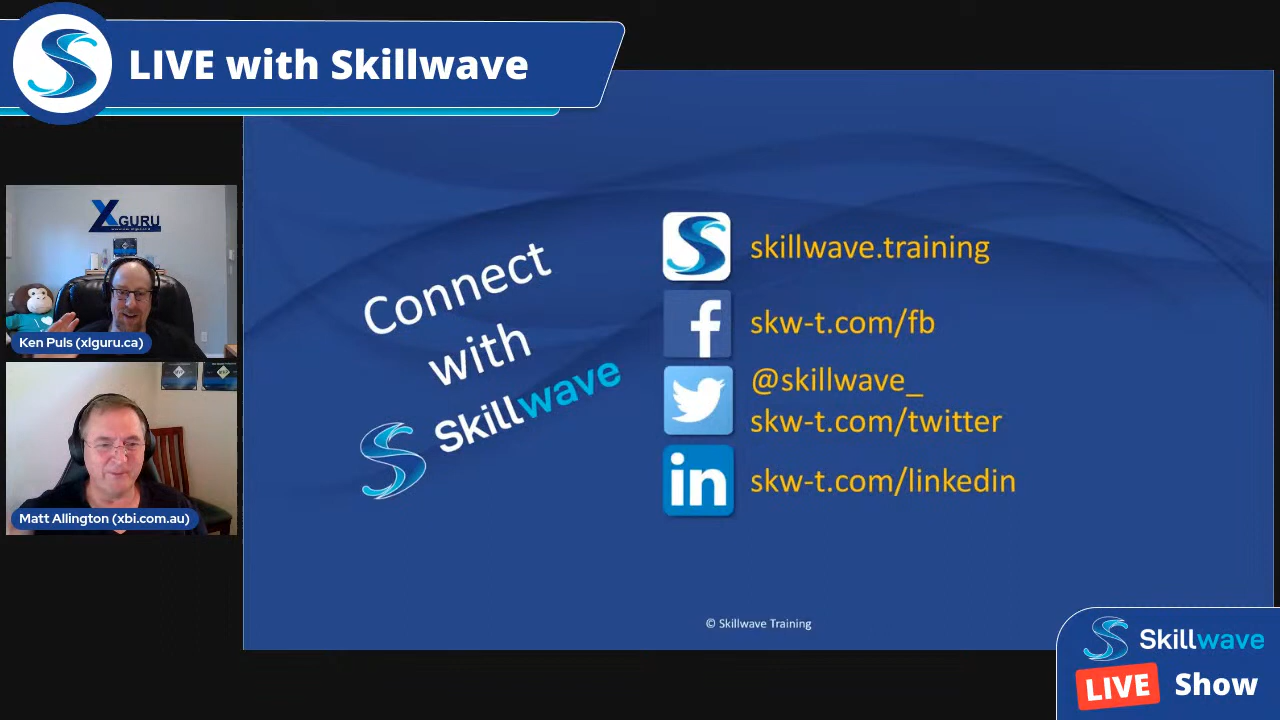 LIVE with Skillwave
XGURU
Ken Puls (xlguru.ca)
Matt Allington (xbi.com.au)
Connect
with
Skillwave
skillwave.training
skw-t.com/fb
@skillwave_
skw-t.com/twitter
skw-t.com/linkedin
© Skillwave Training
Skillwave
LIVE Show